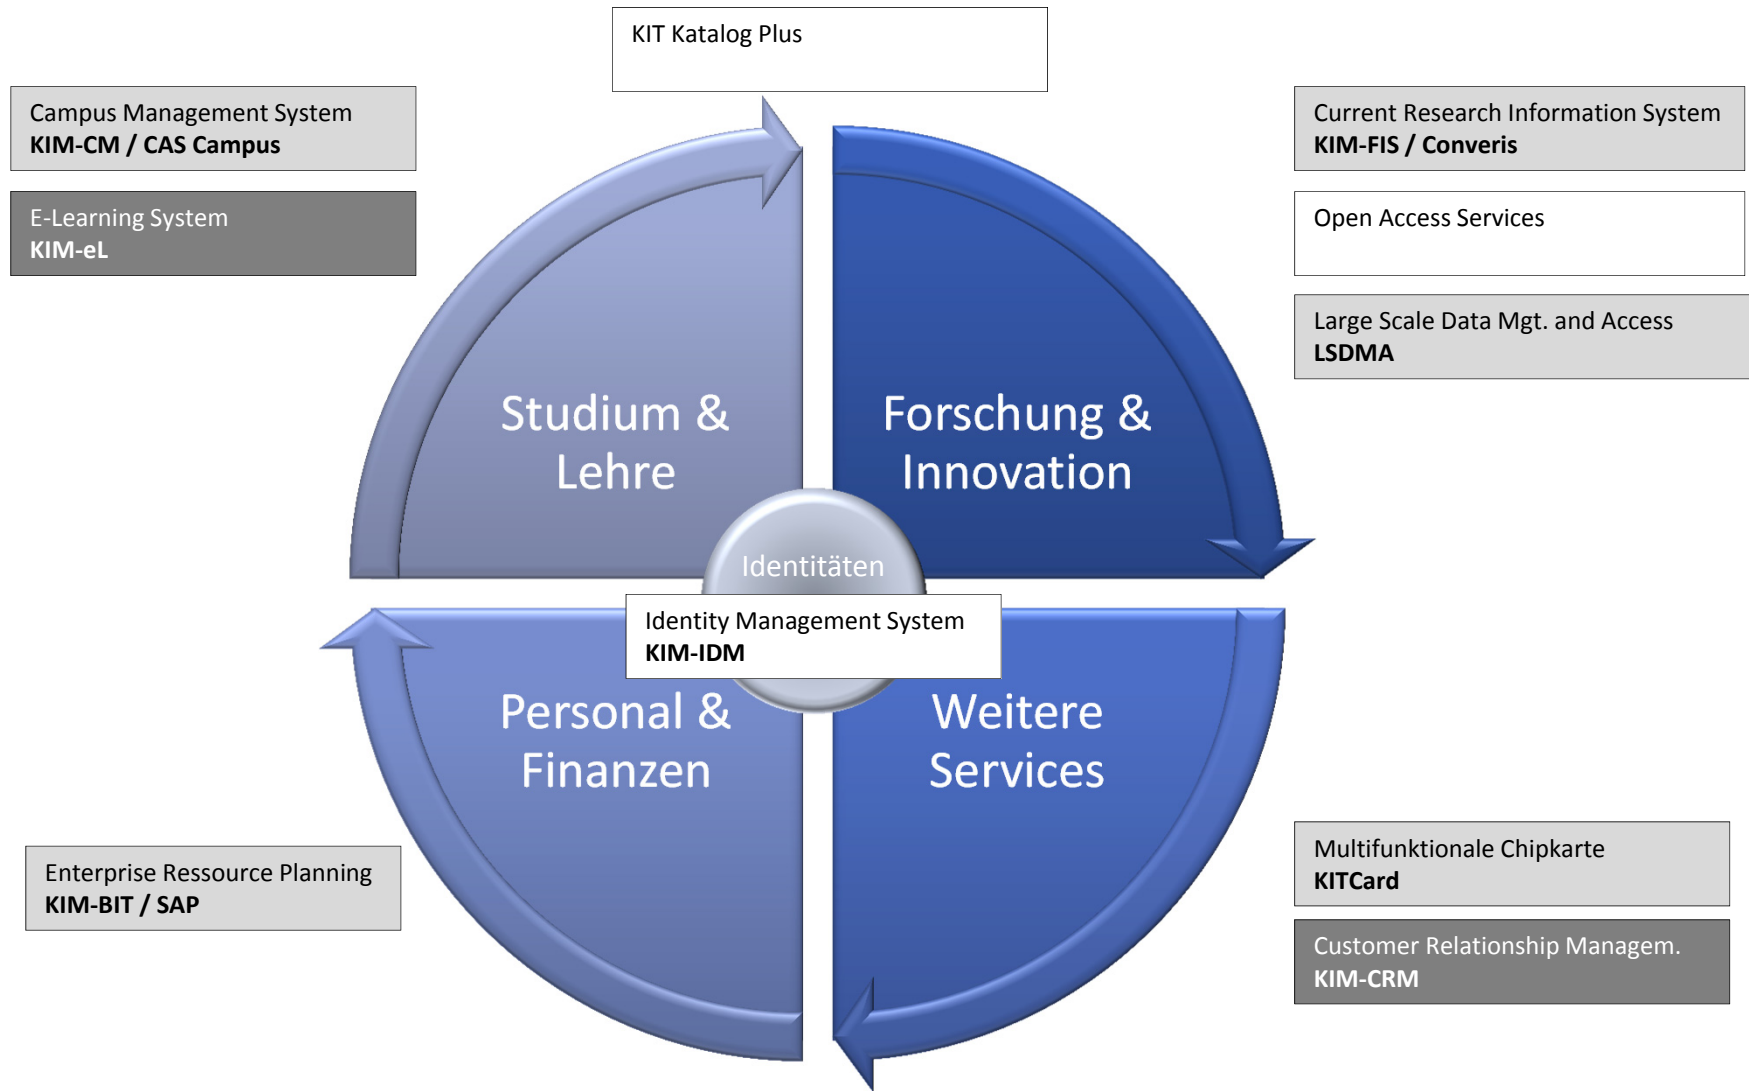 KIT Katalog Plus
Campus Management System
KIM-CM / CAS Campus
E-Learning System
KIM-eL
Current Research Information System
KIM-FIS / Converis
Open Access Services
Large Scale Data Mgt. and Access
LSDMA
Studium &
Lehre
Forschung &
Innovation
Identitäten
Identity Management System
KIM-IDM
Personal &
Finanzen
Weitere
Services
Enterprise Ressource Planning
KIM-BIT / SAP
Multifunktionale Chipkarte
KITCard
Customer Relationship Managem.
KIM-CRM